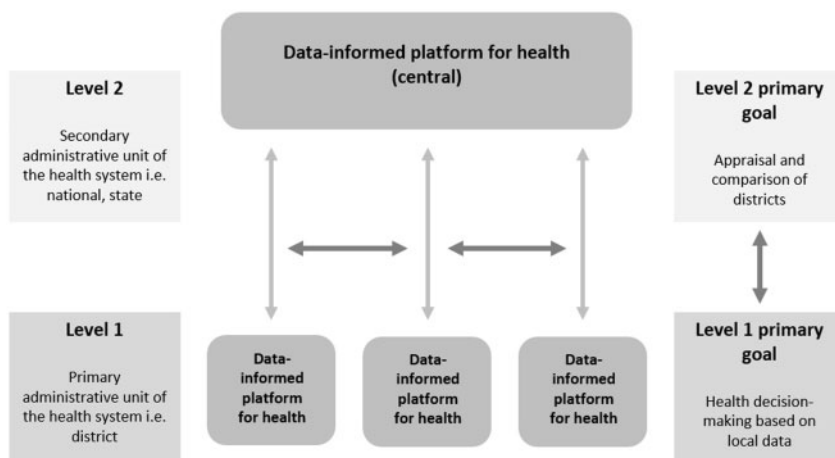 Data-informed platform for health
(central)
Level 2
Secondary
administrative unit of
the health system i.e.
national, state
Level 2 primary
goal
Appraisal and
comparison of
districts
Level 1
Primary
administrative unit of
the health system i.e.
district
Data-
informed
platform
for health
Data-
informed
platform
for health
Data-
informed
platform
for health
Level 1 primary
goal
Health decision-
making based on
local data